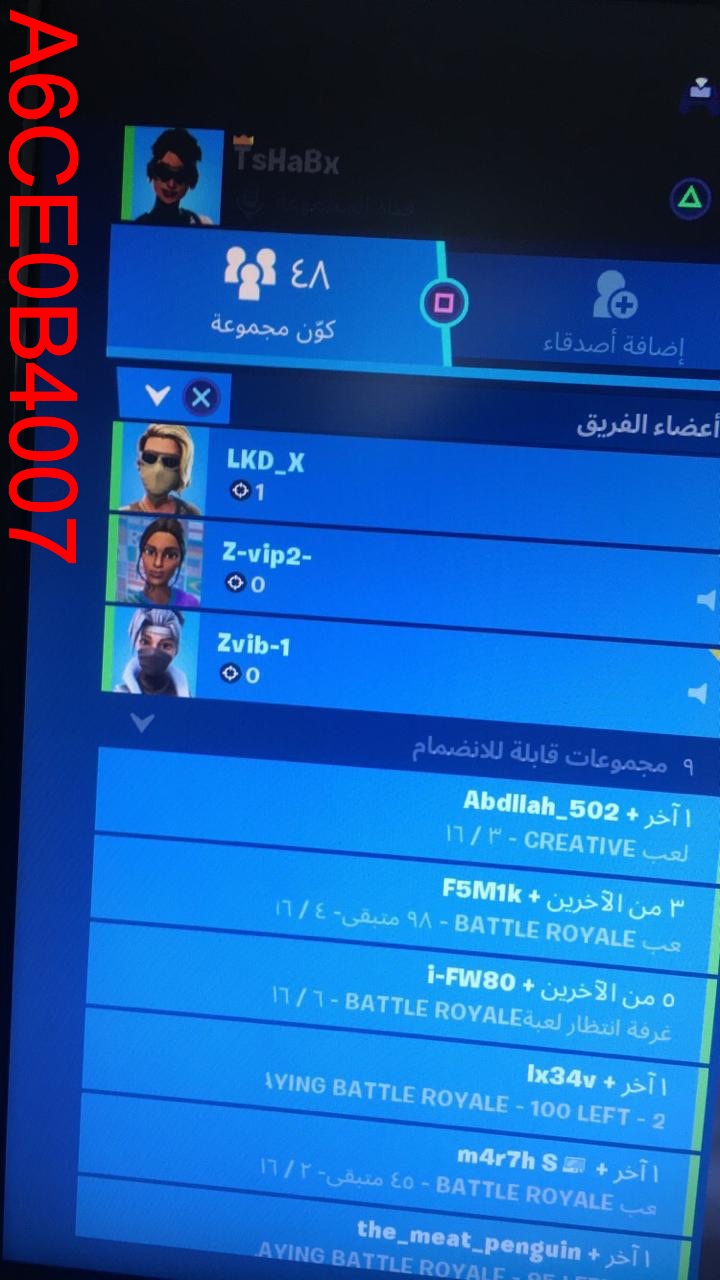 A6CE0B4007
TsHaBx
قائد المجموعة
٤٨
كوّن مجموعة
إضافة أصدقاء
أعضاء الفريق
LKD_X
1
Z-vip2-
0
Zvib-1
0
٩ مجموعات قابلة للانضمام
Abdllah_502 + ١ آخر
لعب CREATIVE - ٣ / ١٦
F5M1k + ٣ من الآخرين
عب BATTLE ROYALE - ٩٨ متبقى- ٤ / ١٦
i-FW80 + ٥ من الآخرين
غرفة انتظار لعبةBATTLE ROYALE - ٦ / ١٦
lx34v + ١ آخر
AYING BATTLE ROYALE - 100 LEFT - 2
m4r7h S + ١ آخر
عب BATTLE ROYALE - ٤٥ متبقى- ٢ / ١٦
the_meat_penguin + ١ آخر
AYING BATTLE ROYALE